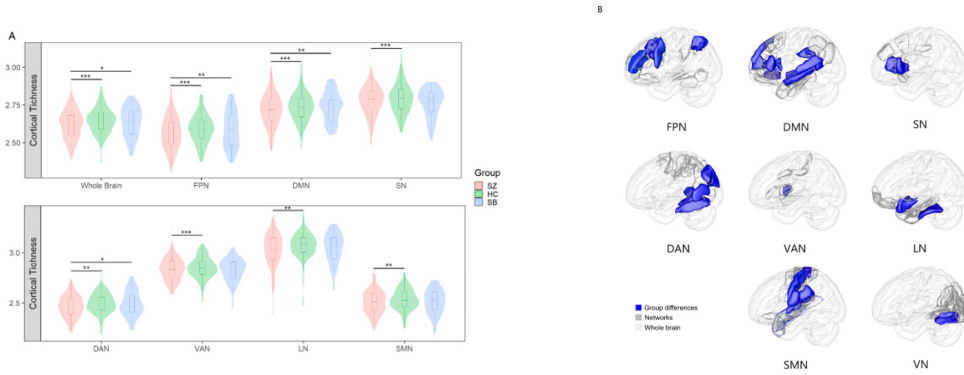 A
*
***
**
***
**
***
***
3.00
2.75
2.50
Cortical Tichness
Whole Brain
FPN
DMN
SN
Group
SZ
HC
SB
*
**
***
**
**
3.0
2.5
Cortical Tichness
DAN
VAN
LN
SMN
B
FPN
DMN
SN
DAN
VAN
LN
Group differences
Networks
Whole brain
SMN
VN